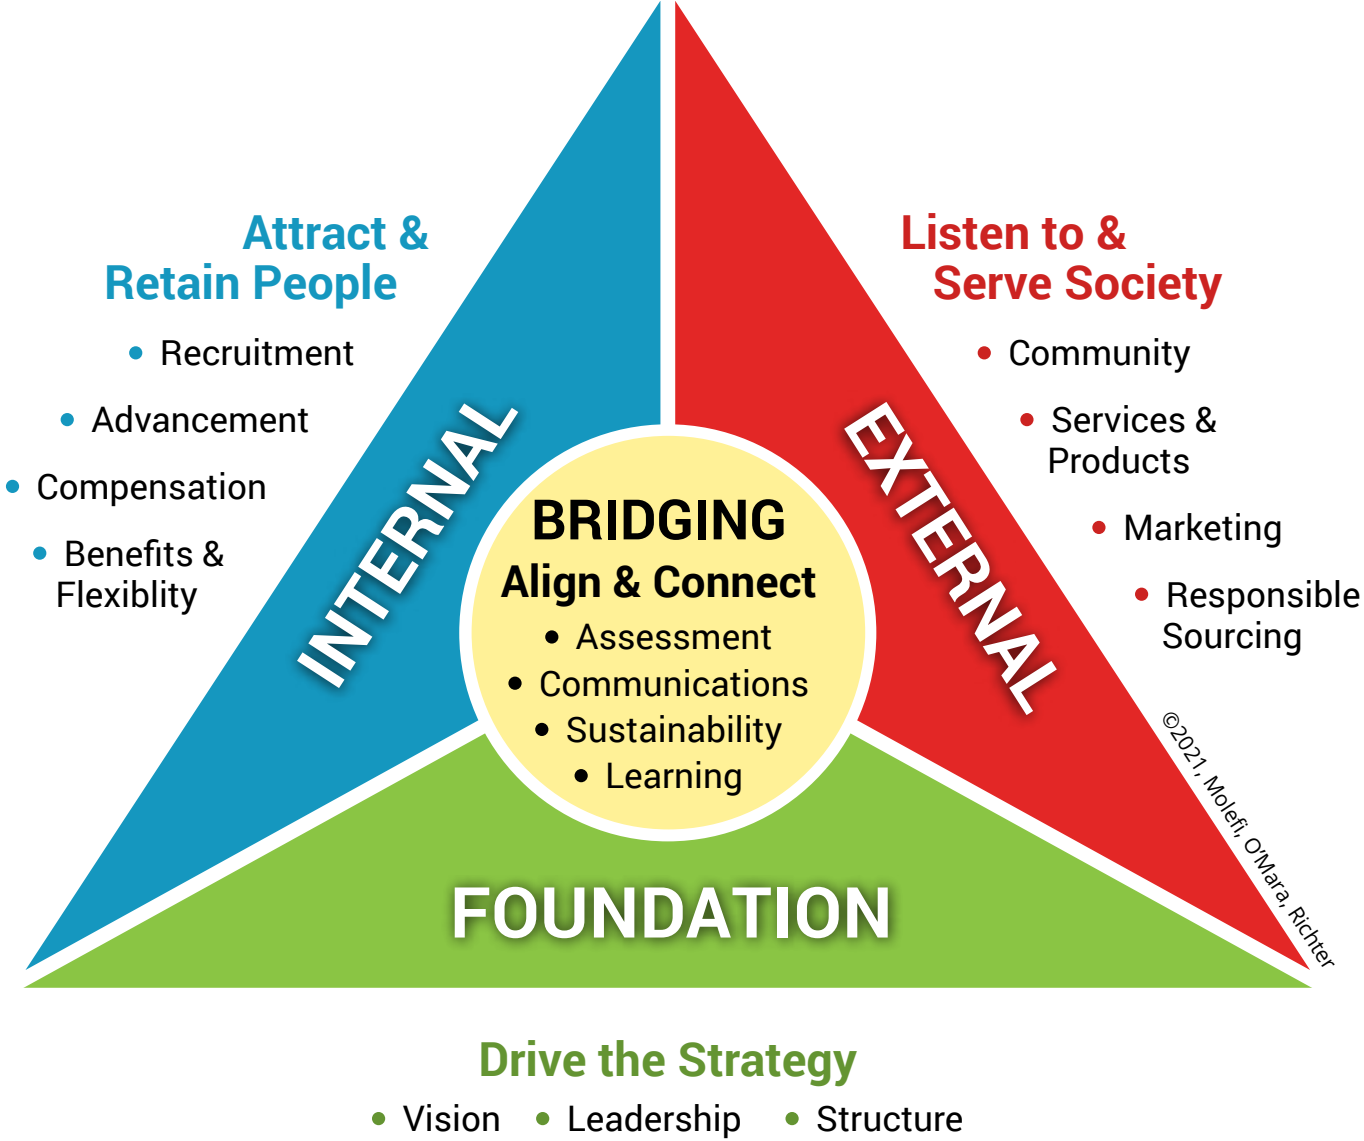 Attract &
Retain People
• Recruitment
• Advancement
• Compensation
• Benefits &
Flexiblity
INTERNAL
Listen to &
Serve Society
• Community
• Services &
Products
• Marketing
• Responsible
Sourcing
EXTERNAL
BRIDGING
Align & Connect
• Assessment
• Communications
• Sustainability
• Learning
FOUNDATION
©2021, Molefi, O'Mara, Richter
Drive the Strategy
• Vision • Leadership • Structure